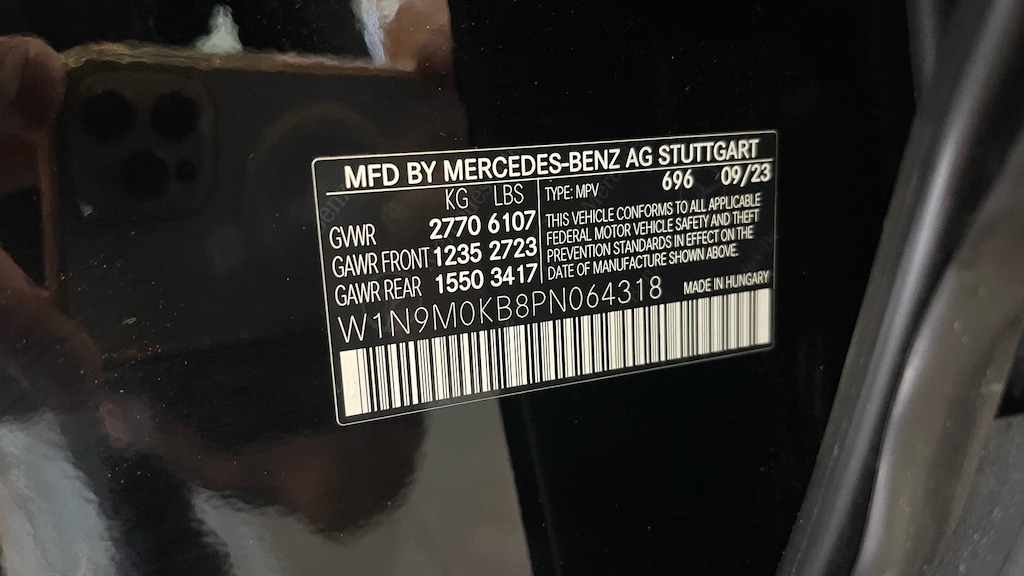 MFD BY MERCEDES-BENZ AG STUTTGART
KG LBS
GVWR 2770 6107
GAWR FRONT 1235 2723
GAWR REAR 1550 3417
TYPE: MPV 696 09/23
THIS VEHICLE CONFORMS TO ALL APPLICABLE
FEDERAL MOTOR VEHICLE SAFETY AND THEFT
PREVENTION STANDARDS IN EFFECT ON THE
DATE OF MANUFACTURE SHOWN ABOVE.
W1N9M0KB8PN064318 MADE IN HUNGARY